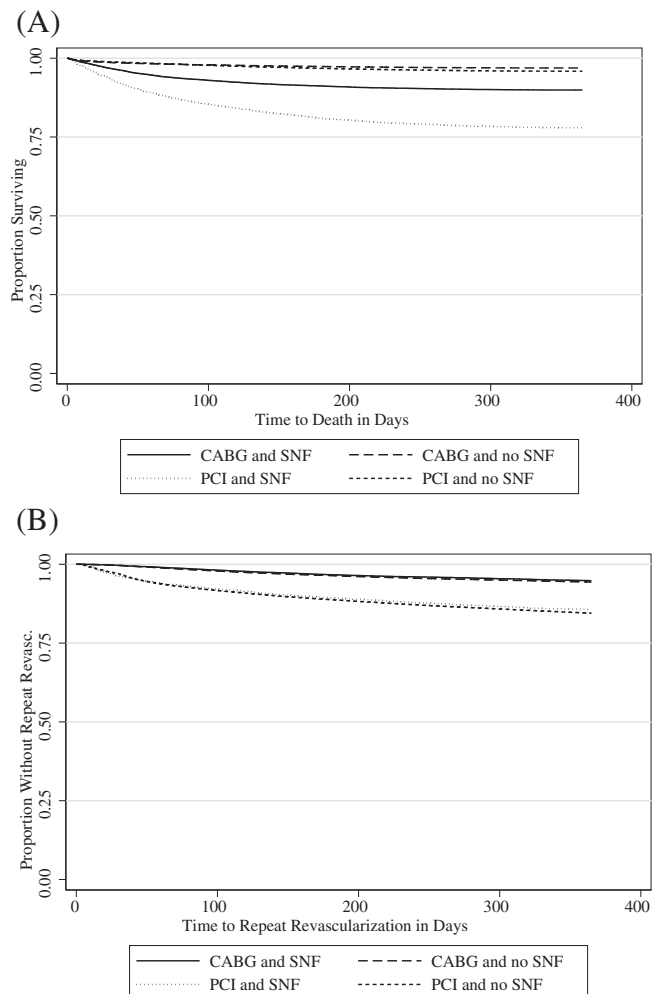 (A)
1.00
0.75
0.50
0.25
0.00
Proportion Surviving
0 100 200 300 400
Time to Death in Days
CABG and SNF CABG and no SNF
PCI and SNF PCI and no SNF
(B)
1.00
0.75
0.50
0.25
0.00
Proportion Without Repeat Revasc.
0 100 200 300 400
Time to Repeat Revascularization in Days
CABG and SNF CABG and no SNF
PCI and SNF PCI and no SNF